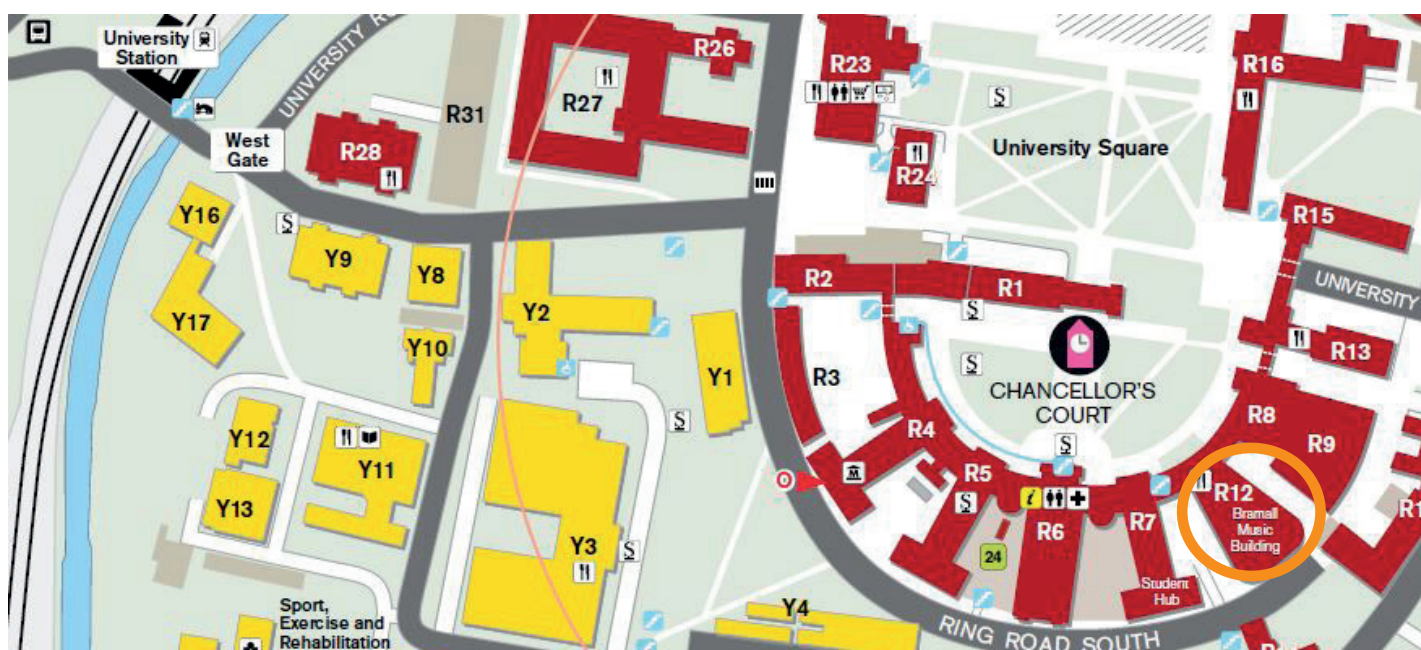 University
Station
UNIVERSITY
West
Gate
R28
R31
R27
R26
R23
R24
University Square
R16
R15
UNIVERSITY
R13
Y16
Y17
Y9
Y8
Y10
Y2
Y1
R2
R1
R3
R4
R5
CHANCELLOR'S
COURT
R8
R9
R12
Bramall
Music
Building
R6
R7
Student
Hub
24
i
M
O
Y12
Y13
Y11
Y3
Y4
Sport,
Exercise and
Rehabilitation
RING ROAD SOUTH
S
S
S
S
S
S
S
S